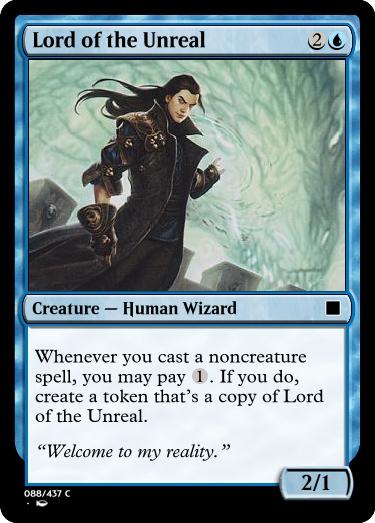 Lord of the Unreal 2
Creature — Human Wizard
Whenever you cast a noncreature
spell, you may pay 1. If you do,
create a token that's a copy of Lord
of the Unreal.
“Welcome to my reality.”
2/1
088/437 C